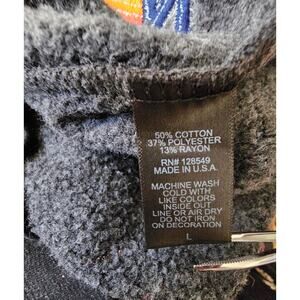 50% COTTON
37% POLYESTER
13% RAYON
RN# 128549
MADE IN U.S.A.
MACHINE WASH
COLD WITH
LIKE COLORS
INSIDE OUT
LINE OR AIR DRY
DO NOT IRON
ON DECORATION
L